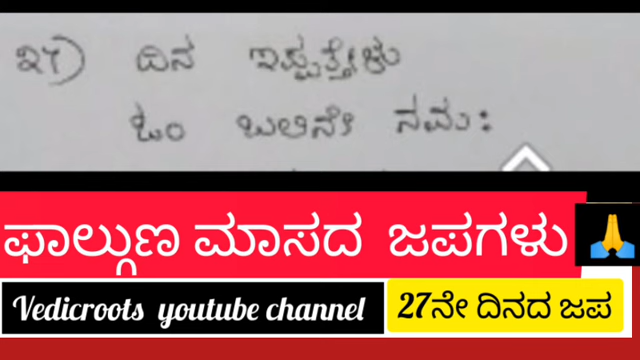 ೨೭) ದಿನ ಇಪ್ಪತ್ತೇಳು
ಓಂ ಬಲಿನೇ ನಮಃ
ಫಾಲ್ಗುಣ ಮಾಸದ ಜಪಗಳು 🙏
Vedicroots youtube channel
27ನೇ ದಿನದ ಜಪ